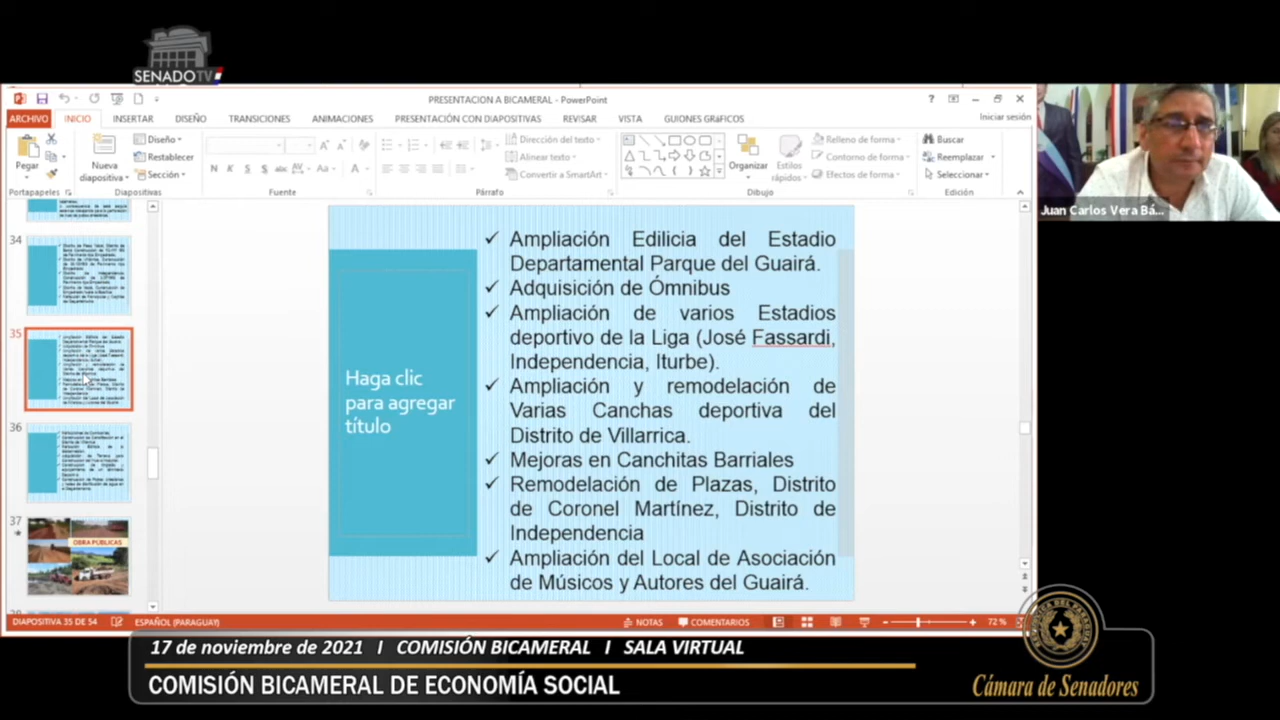 SENADO TV
PRESENTACION A BICAMERAL - PowerPoint
?
ARCHIVO INICIO INSERTAR DISEÑO TRANSICIONES ANIMACIONES PRESENTACIÓN CON DIAPOSITIVAS REVISAR VISTA GUIONES GRáFICOS
Iniciar sesión
Pegar
Nueva
diapositiva
Diseño
Restablecer
Sección
N K S S abc AV Aa A
Dirección del texto
Alinear texto
Convertir a SmartArt
Organizar
Estilos
rápidos
Relleno de forma
Contorno de forma
Efectos de forma
Buscar
Reemplazar
Seleccionar
Portapapeles Diapositivas Fuente Párrafo Dibujo Edición
Juan Carlos Vera Bá...
34
35
36
37
OBRA PÚBLICAS
Haga clic
para agregar
título
✓ Ampliación Edilicia del Estadio
Departamental Parque del Guairá.
✓ Adquisición de Ómnibus
✓ Ampliación de varios Estadios
deportivo de la Liga (José Fassardi,
Independencia, Iturbe).
✓ Ampliación y remodelación de
Varias Canchas deportiva del
Distrito de Villarrica.
✓ Mejoras en Canchitas Barriales
✓ Remodelación de Plazas, Distrito
de Coronel Martínez, Distrito de
Independencia
✓ Ampliación del Local de Asociación
de Músicos y Autores del Guairá.
DIAPOSITIVA 35 DE 54 ESPAÑOL (PARAGUAY) NOTAS COMENTARIOS 72 %
17 de noviembre de 2021 I COMISIÓN BICAMERAL I SALA VIRTUAL
COMISIÓN BICAMERAL DE ECONOMÍA SOCIAL
Cámara de Senadores